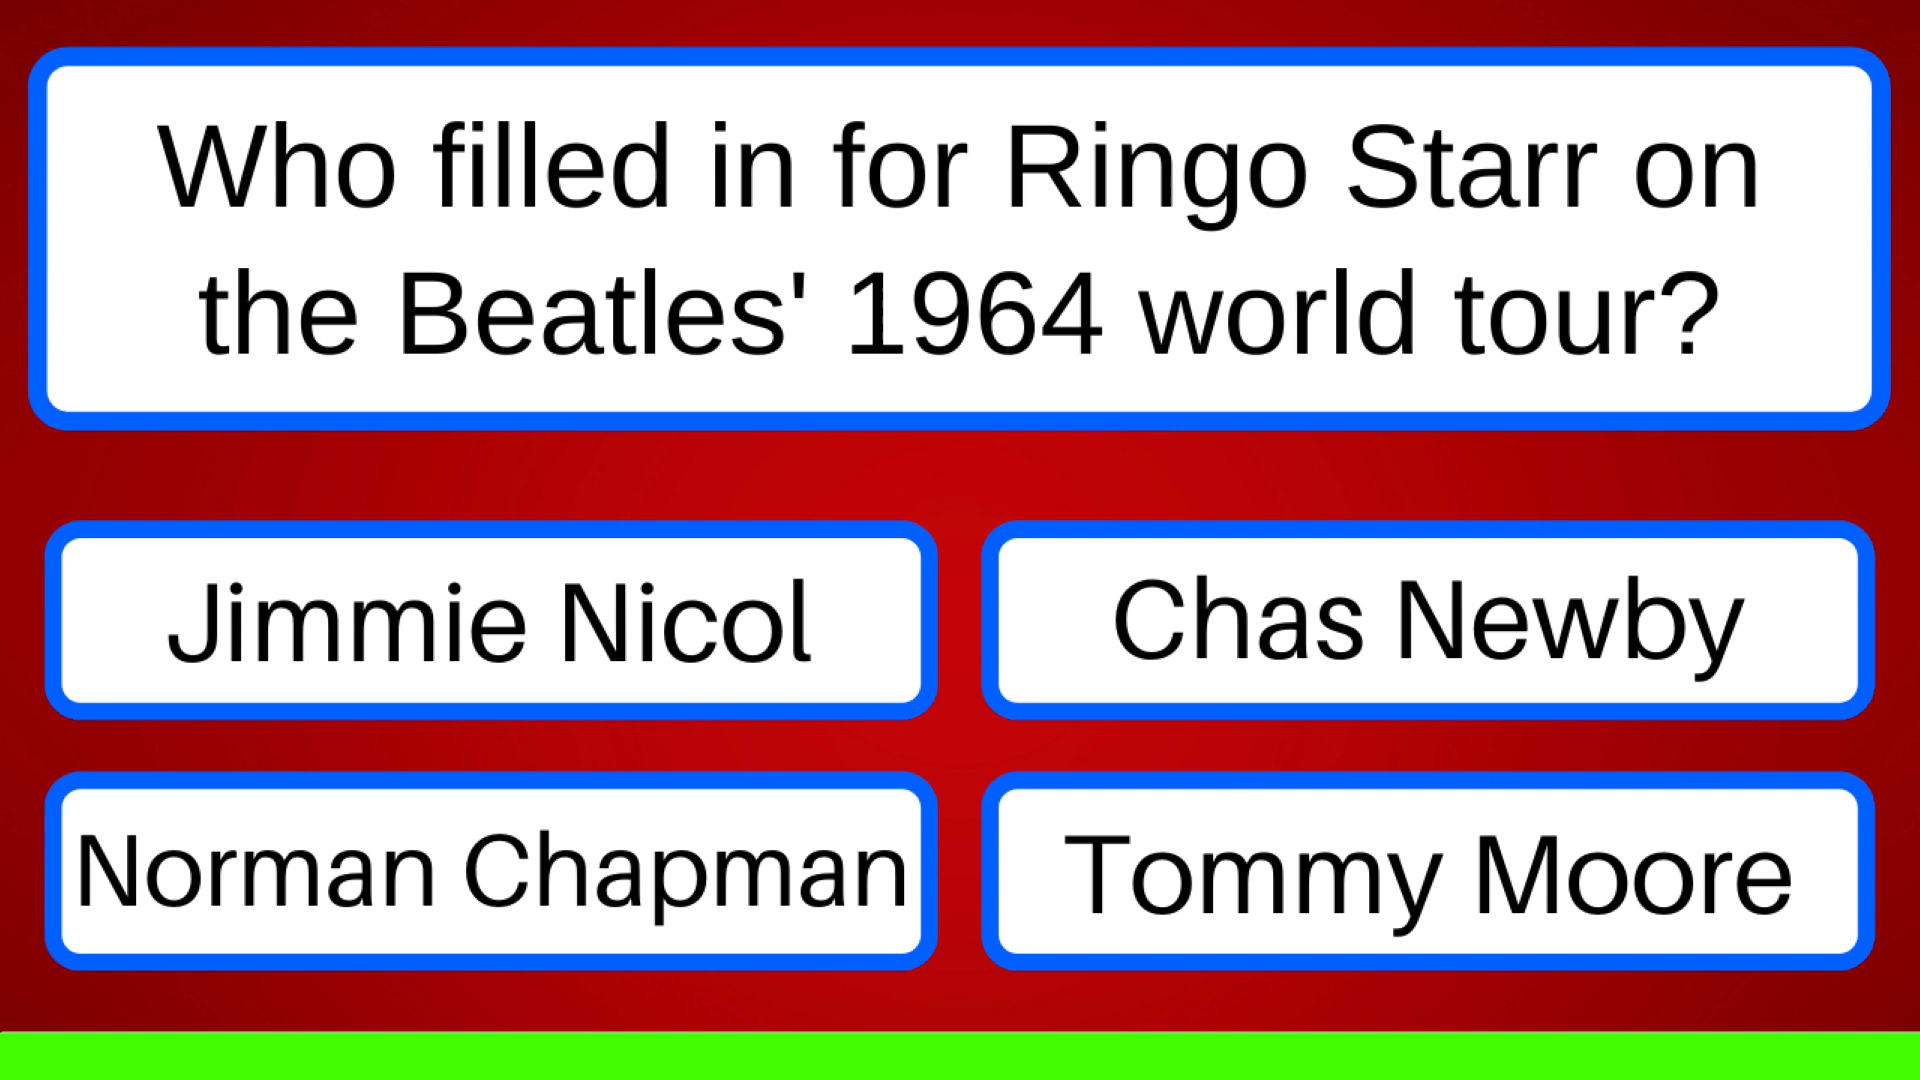 Who filled in for Ringo Starr on
the Beatles' 1964 world tour?
Jimmie Nicol
Chas Newby
Norman Chapman
Tommy Moore